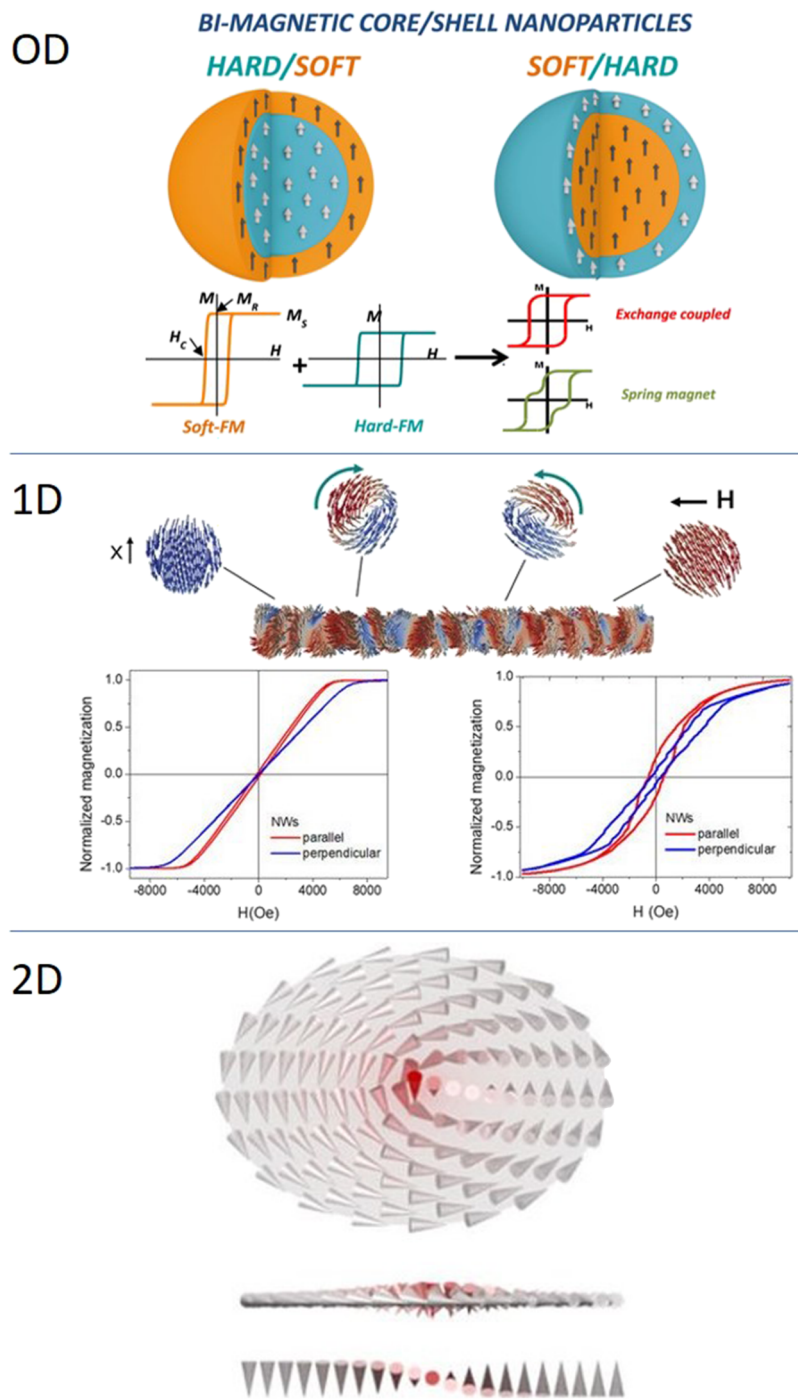 OD
BI-MAGNETIC CORE/SHELL NANOPARTICLES
HARD/SOFT
SOFT/HARD
M
M_R
M_S
H_C
H
Soft-FM
+
M
H
Hard-FM
M
H
Exchange coupled
M
H
Spring magnet
1D
X
H
Normalized magnetization
1.0
0.5
0.0
-0.5
-1.0
NWs
parallel
perpendicular
-8000 -4000 0 4000 8000
H(Oe)
Normalized magnetization
1.0
0.5
0.0
-0.5
-1.0
NWs
parallel
perpendicular
-8000 -4000 0 4000 8000
H (Oe)
2D